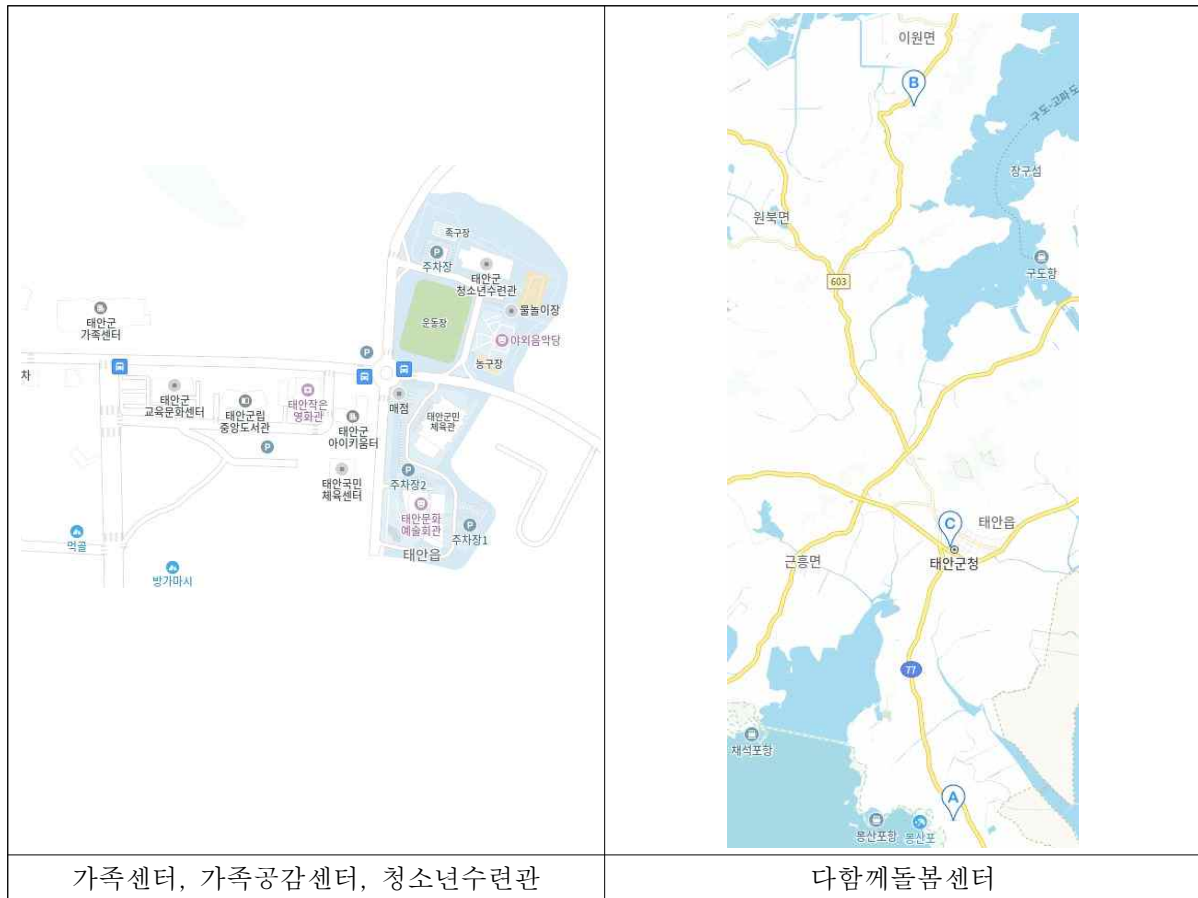 족구장
P
주차장
태안군
청소년수련관
물놀이장
운동장
야외음악당
농구장
태안군
가족센터
P
차
태안군
교육문화센터
태안군립
중앙도서관
태안작은
영화관
태안군
아이키움터
매점
태안군민
체육관
P
태안국민
체육센터
P
주차장2
태안문화
예술회관
P
주차장1
태안읍
먹골
방가마시
가족센터, 가족공감센터, 청소년수련관
이원면
B
구도-고파도
장구섬
원북면
구도항
603
C
태안읍
태안군청
근흥면
77
채석포항
A
몽산포항
몽산포
다함께돌봄센터